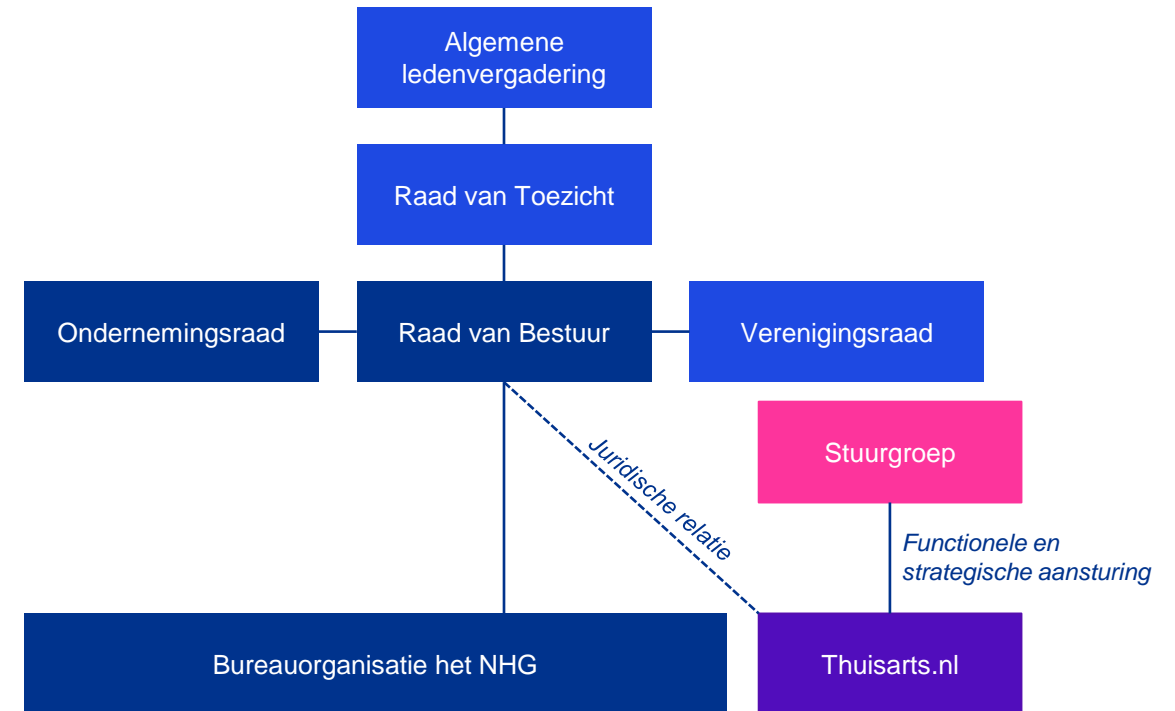 Algemene
ledenvergadering
Raad van Toezicht
Ondernemingsraad
Raad van Bestuur
Verenigingsraad
Stuurgroep
Juridische relatie
Functionele en
strategische aansturing
Bureauorganisatie het NHG
Thuisarts.nl